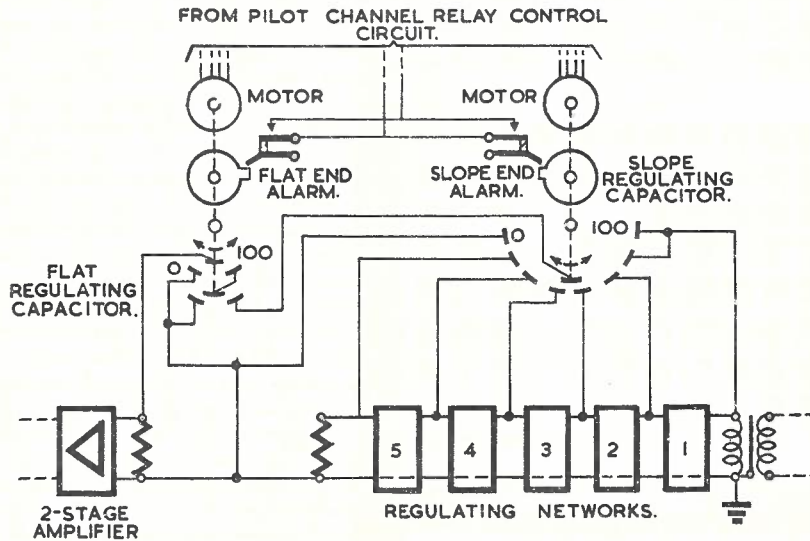 FROM PILOT CHANNEL RELAY CONTROL
CIRCUIT.
MOTOR
MOTOR
FLAT END
ALARM.
SLOPE END
ALARM.
SLOPE
REGULATING
CAPACITOR.
100
O
FLAT
REGULATING
CAPACITOR.
O
100
5
4
3
2
1
2-STAGE
AMPLIFIER
REGULATING NETWORKS.